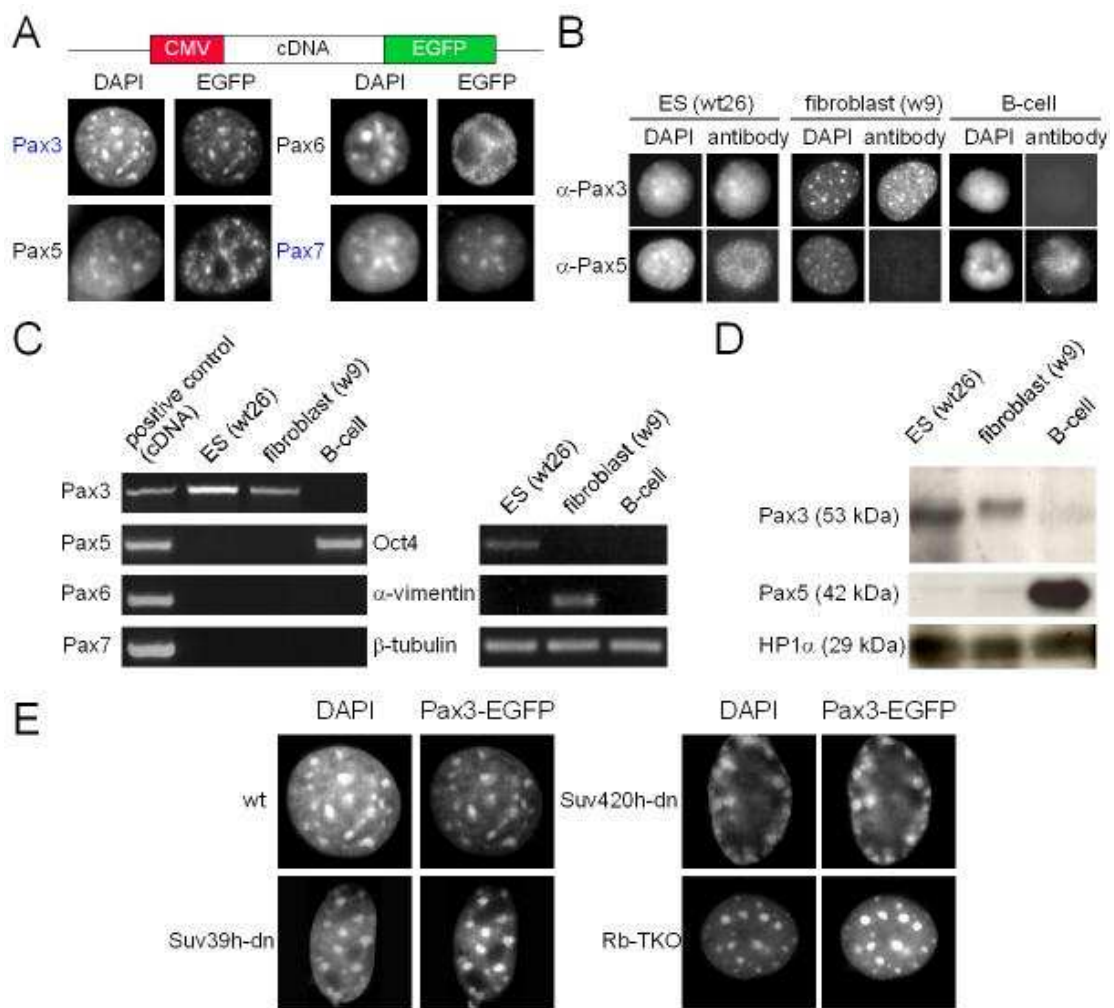 A
CMV cDNA EGFP
DAPI EGFP DAPI EGFP
Pax3 Pax6
Pax5 Pax7
B
ES (wt26) fibroblast (w9) B-cell
DAPI antibody DAPI antibody DAPI antibody
α-Pax3
α-Pax5
C
positive control (cDNA) ES (wt26) fibroblast (w9) B-cell
Pax3
Pax5
Pax6
Pax7
ES (wt26) fibroblast (w9) B-cell
Oct4
α-vimentin
β-tubulin
D
ES (wt26) fibroblast (w9) B-cell
Pax3 (53 kDa)
Pax5 (42 kDa)
HP1α (29 kDa)
E
DAPI Pax3-EGFP DAPI Pax3-EGFP
wt Suv420h-dn
Suv39h-dn Rb-TKO